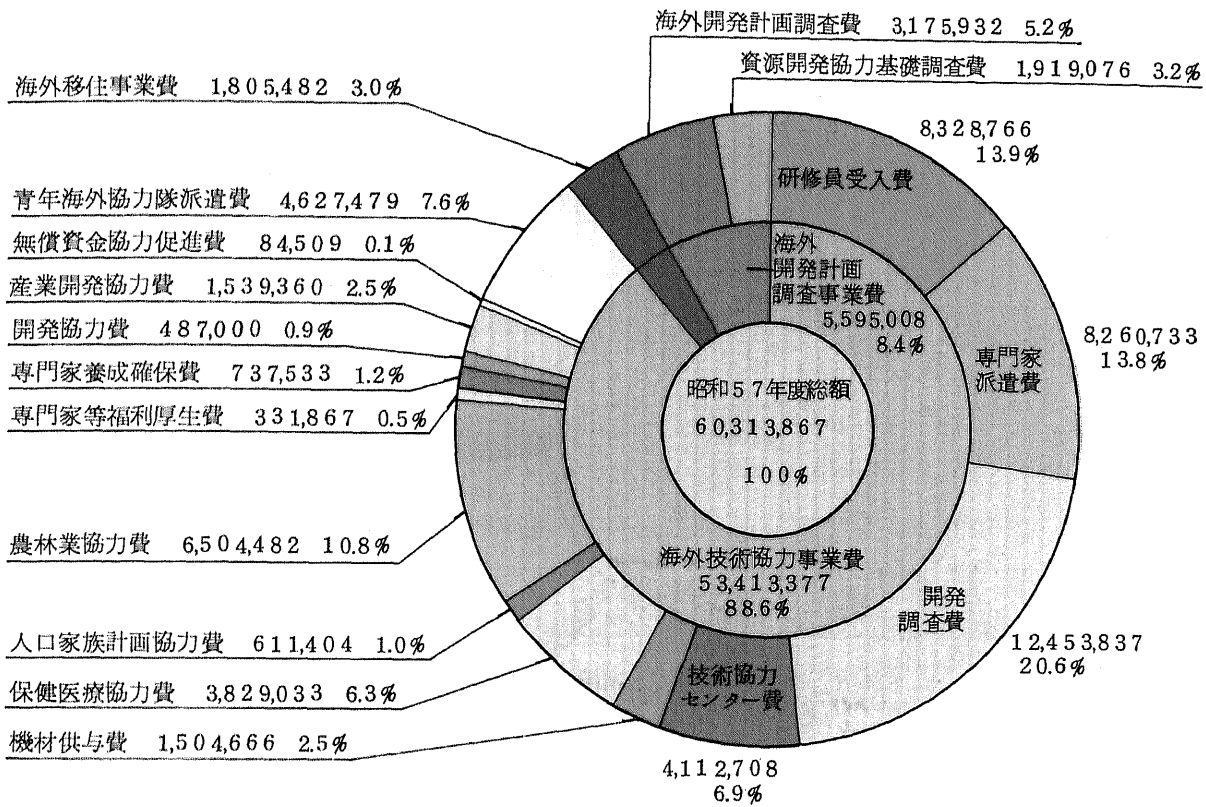 海外開発計画調査費 3,175,932 5.2%
資源開発協力基礎調査費 1,919,076 3.2%
海外移住事業費 1,805,482 3.0%
青年海外協力隊派遣費 4,627,479 7.6%
無償資金協力促進費 84,509 0.1%
産業開発協力費 1,539,360 2.5%
開発協力費 487,000 0.9%
専門家養成確保費 737,533 1.2%
専門家等福利厚生費 331,867 0.5%
農林業協力費 6,504,482 10.8%
人口家族計画協力費 611,404 1.0%
保健医療協力費 3,829,033 6.3%
機材供与費 1,504,666 2.5%
8,328,766
13.9%
研修員受入費
海外
開発計画
調査事業費
5,595,008
8.4%
専門家
派遣費
8,260,733
13.8%
昭和57年度総額
60,313,867
100%
海外技術協力事業費
53,413,377
88.6%
開発
調査費
12,453,837
20.6%
技術協力
センター費
4,112,708
6.9%